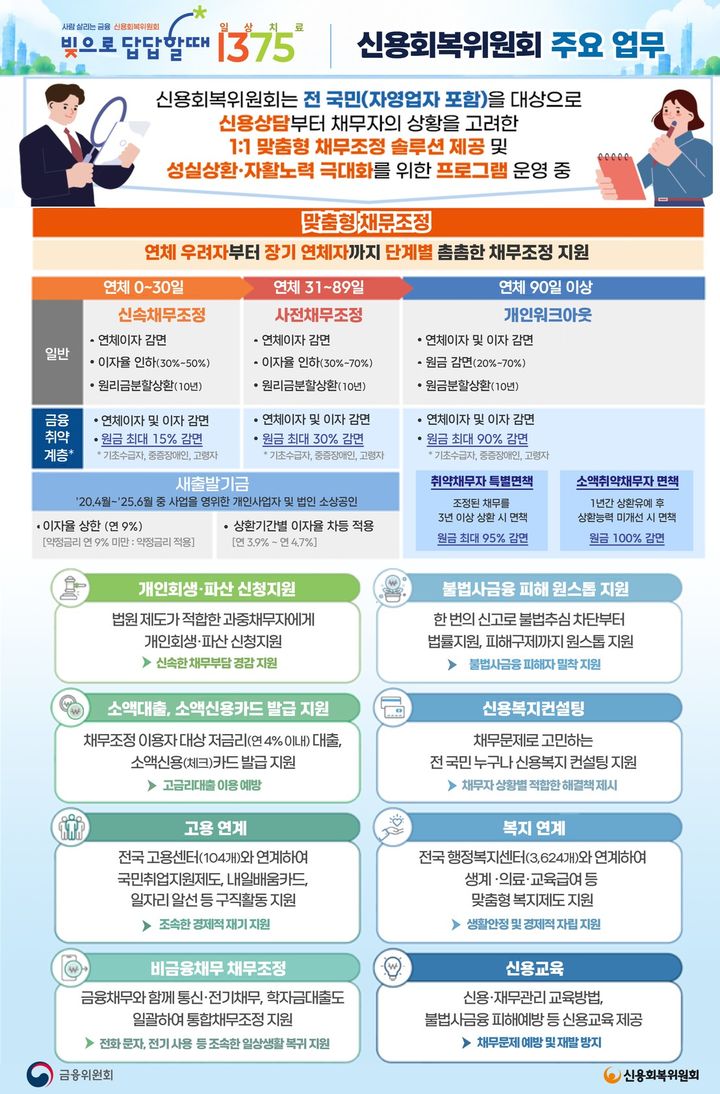 사람 살리는 금융 신용회복위원회
빚으로 답답할때
일상치료
1375
신용회복위원회 주요 업무
신용회복위원회는 전 국민(자영업자 포함)을 대상으로
신용상담부터 채무자의 상황을 고려한
1:1 맞춤형 채무조정 솔루션 제공 및
성실상환·자활노력 극대화를 위한 프로그램 운영 중
맞춤형 채무조정
연체 우려자부터 장기 연체자까지 단계별 촘촘한 채무조정 지원
연체 0~30일
연체 31~89일
연체 90일 이상
일반
신속채무조정
• 연체이자 감면
• 이자율 인하(30%~50%)
• 원리금분할상환(10년)
사전채무조정
• 연체이자 감면
• 이자율 인하(30%~70%)
• 원리금분할상환(10년)
개인워크아웃
• 연체이자 및 이자 감면
• 원금 감면(20%~70%)
• 원금분할상환(10년)
금융
취약
계층*
• 연체이자 및 이자 감면
• 원금 최대 15% 감면
* 기초수급자, 중증장애인, 고령자
• 연체이자 및 이자 감면
• 원금 최대 30% 감면
* 기초수급자, 중증장애인, 고령자
• 연체이자 및 이자 감면
• 원금 최대 90% 감면
* 기초수급자, 중증장애인, 고령자
새출발기금
'20.4월~'25.6월 중 사업을 영위한 개인사업자 및 법인 소상공인
• 이자율 상한 (연 9%)
[약정금리 연 9% 미만 : 약정금리 적용]
• 상환기간별 이자율 차등 적용
[연 3.9% ~ 연 4.7%]
취약채무자 특별면책
조정된 채무를
3년 이상 상환 시 면책
원금 최대 95% 감면
소액취약채무자 면책
1년간 상환유예 후
상환능력 미개선 시 면책
원금 100% 감면
개인회생·파산 신청지원
법원 제도가 적합한 과중채무자에게
개인회생·파산 신청지원
신속한 채무부담 경감 지원
불법사금융 피해 원스톱 지원
한 번의 신고로 불법추심 차단부터
법률지원, 피해구제까지 원스톱 지원
불법사금융 피해자 밀착 지원
소액대출, 소액신용카드 발급 지원
채무조정 이용자 대상 저금리(연 4% 이내) 대출,
소액신용(체크)카드 발급 지원
고금리대출 이용 예방
신용복지컨설팅
채무문제로 고민하는
전 국민 누구나 신용복지 컨설팅 지원
채무자 상황별 적합한 해결책 제시
고용 연계
전국 고용센터(104개)와 연계하여
국민취업지원제도, 내일배움카드,
일자리 알선 등 구직활동 지원
조속한 경제적 재기 지원
복지 연계
전국 행정복지센터(3,624개)와 연계하여
생계·의료·교육급여 등
맞춤형 복지제도 지원
생활안정 및 경제적 자립 지원
비금융채무 채무조정
금융채무와 함께 통신·전기채무, 학자금대출도
일괄하여 통합채무조정 지원
전화 문자, 전기 사용 등 조속한 일상생활 복귀 지원
신용교육
신용·재무관리 교육방법,
불법사금융 피해예방 등 신용교육 제공
채무문제 예방 및 재발 방지
금융위원회
신용회복위원회